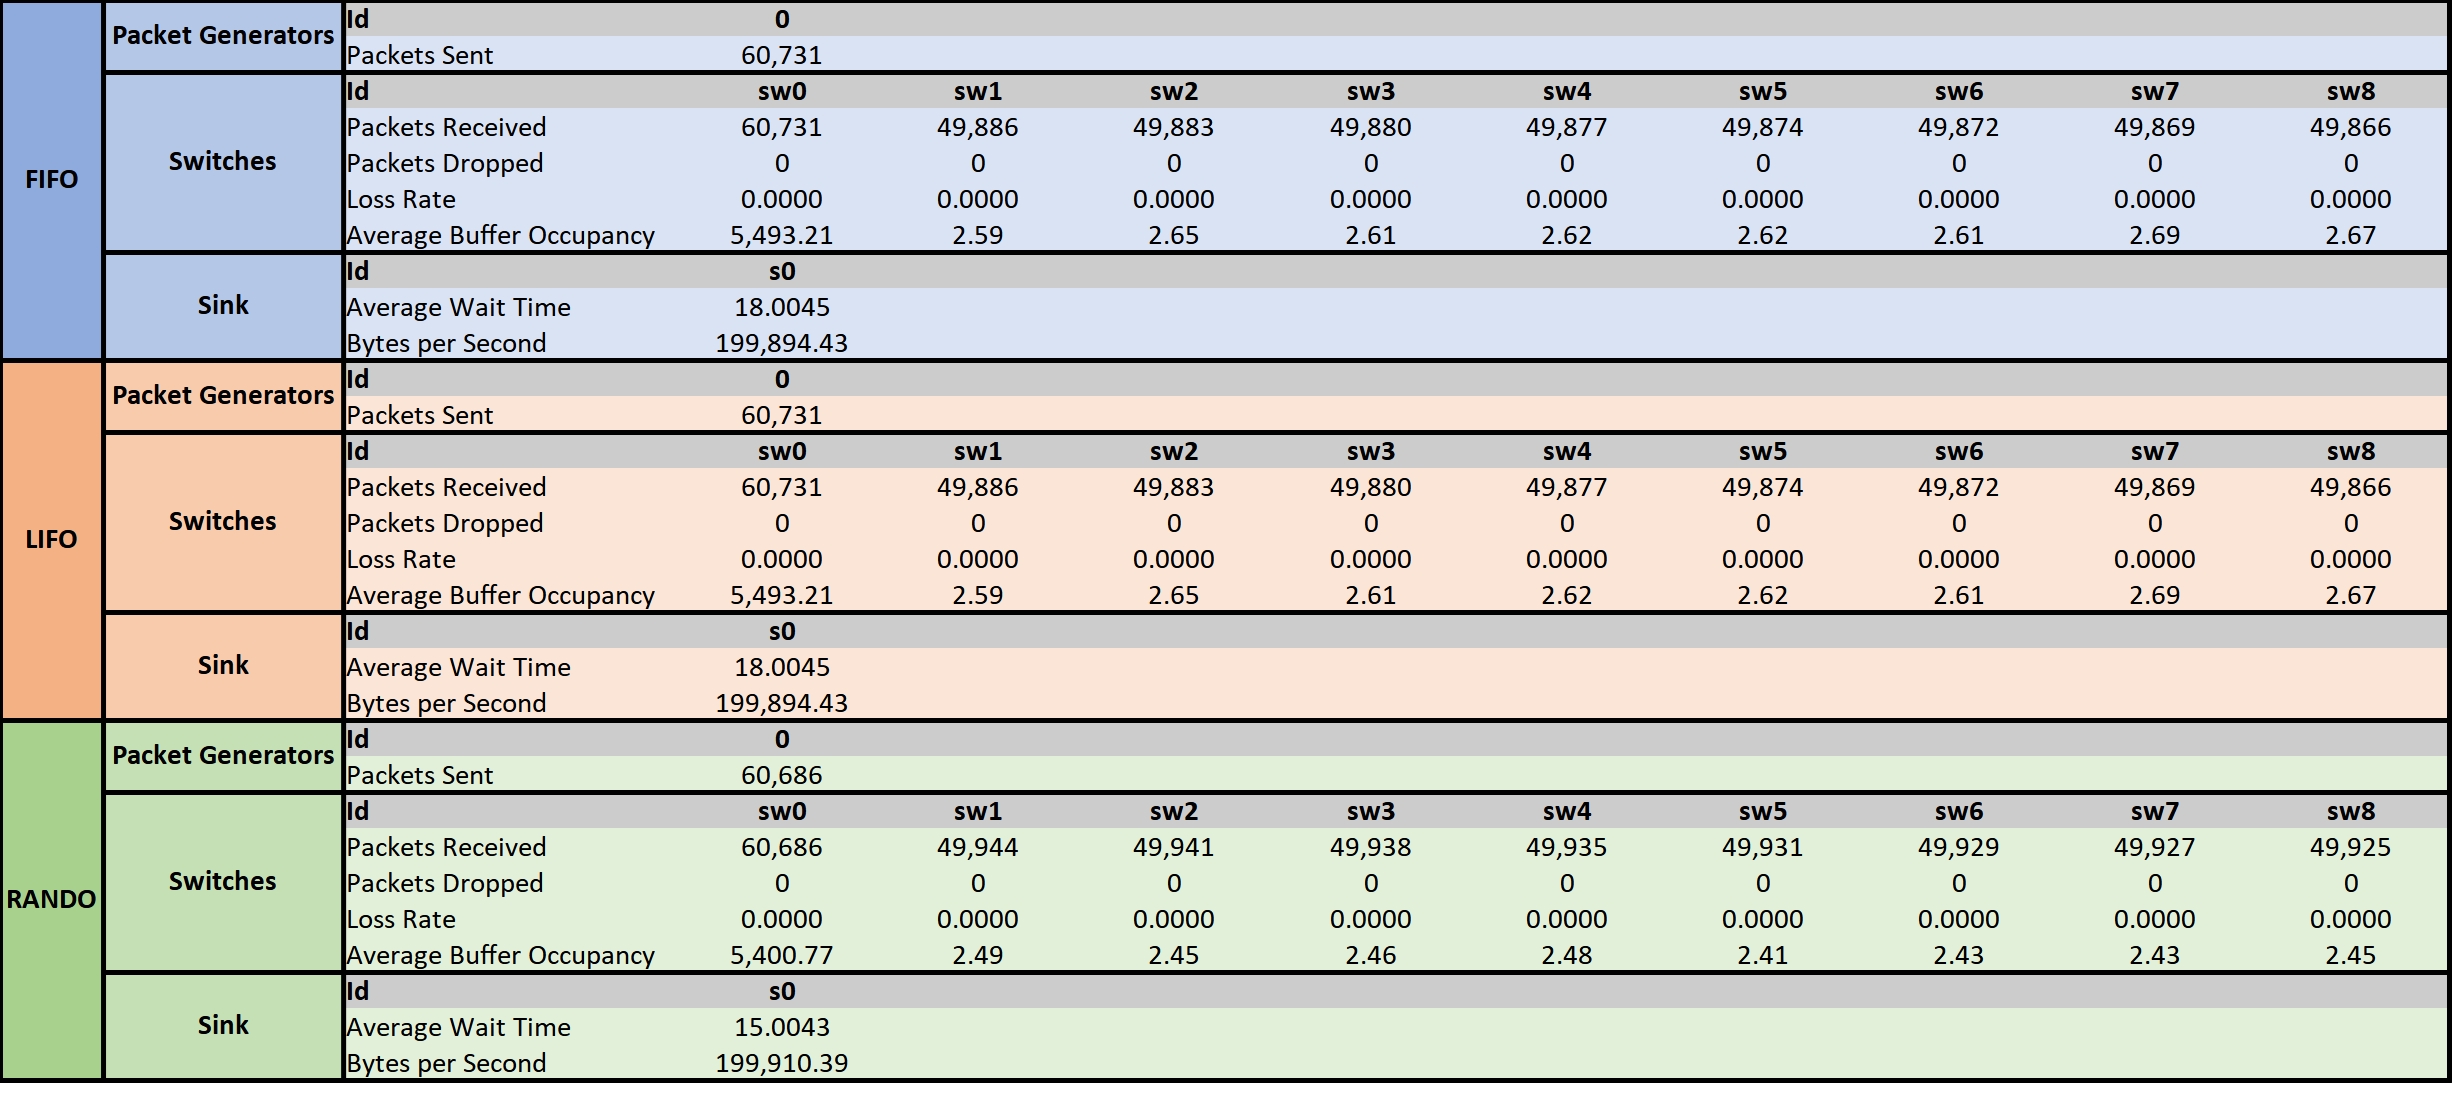 FIFO
Packet Generators
Id 0
Packets Sent 60,731
Switches
Id sw0 sw1 sw2 sw3 sw4 sw5 sw6 sw7 sw8
Packets Received 60,731 49,886 49,883 49,880 49,877 49,874 49,872 49,869 49,866
Packets Dropped 0 0 0 0 0 0 0 0 0
Loss Rate 0.0000 0.0000 0.0000 0.0000 0.0000 0.0000 0.0000 0.0000 0.0000
Average Buffer Occupancy 5,493.21 2.59 2.65 2.61 2.62 2.62 2.61 2.69 2.67
Sink
Id s0
Average Wait Time 18.0045
Bytes per Second 199,894.43
LIFO
Packet Generators
Id 0
Packets Sent 60,731
Switches
Id sw0 sw1 sw2 sw3 sw4 sw5 sw6 sw7 sw8
Packets Received 60,731 49,886 49,883 49,880 49,877 49,874 49,872 49,869 49,866
Packets Dropped 0 0 0 0 0 0 0 0 0
Loss Rate 0.0000 0.0000 0.0000 0.0000 0.0000 0.0000 0.0000 0.0000 0.0000
Average Buffer Occupancy 5,493.21 2.59 2.65 2.61 2.62 2.62 2.61 2.69 2.67
Sink
Id s0
Average Wait Time 18.0045
Bytes per Second 199,894.43
RANDO
Packet Generators
Id 0
Packets Sent 60,686
Switches
Id sw0 sw1 sw2 sw3 sw4 sw5 sw6 sw7 sw8
Packets Received 60,686 49,944 49,941 49,938 49,935 49,931 49,929 49,927 49,925
Packets Dropped 0 0 0 0 0 0 0 0 0
Loss Rate 0.0000 0.0000 0.0000 0.0000 0.0000 0.0000 0.0000 0.0000 0.0000
Average Buffer Occupancy 5,400.77 2.49 2.45 2.46 2.48 2.41 2.43 2.43 2.45
Sink
Id s0
Average Wait Time 15.0043
Bytes per Second 199,910.39